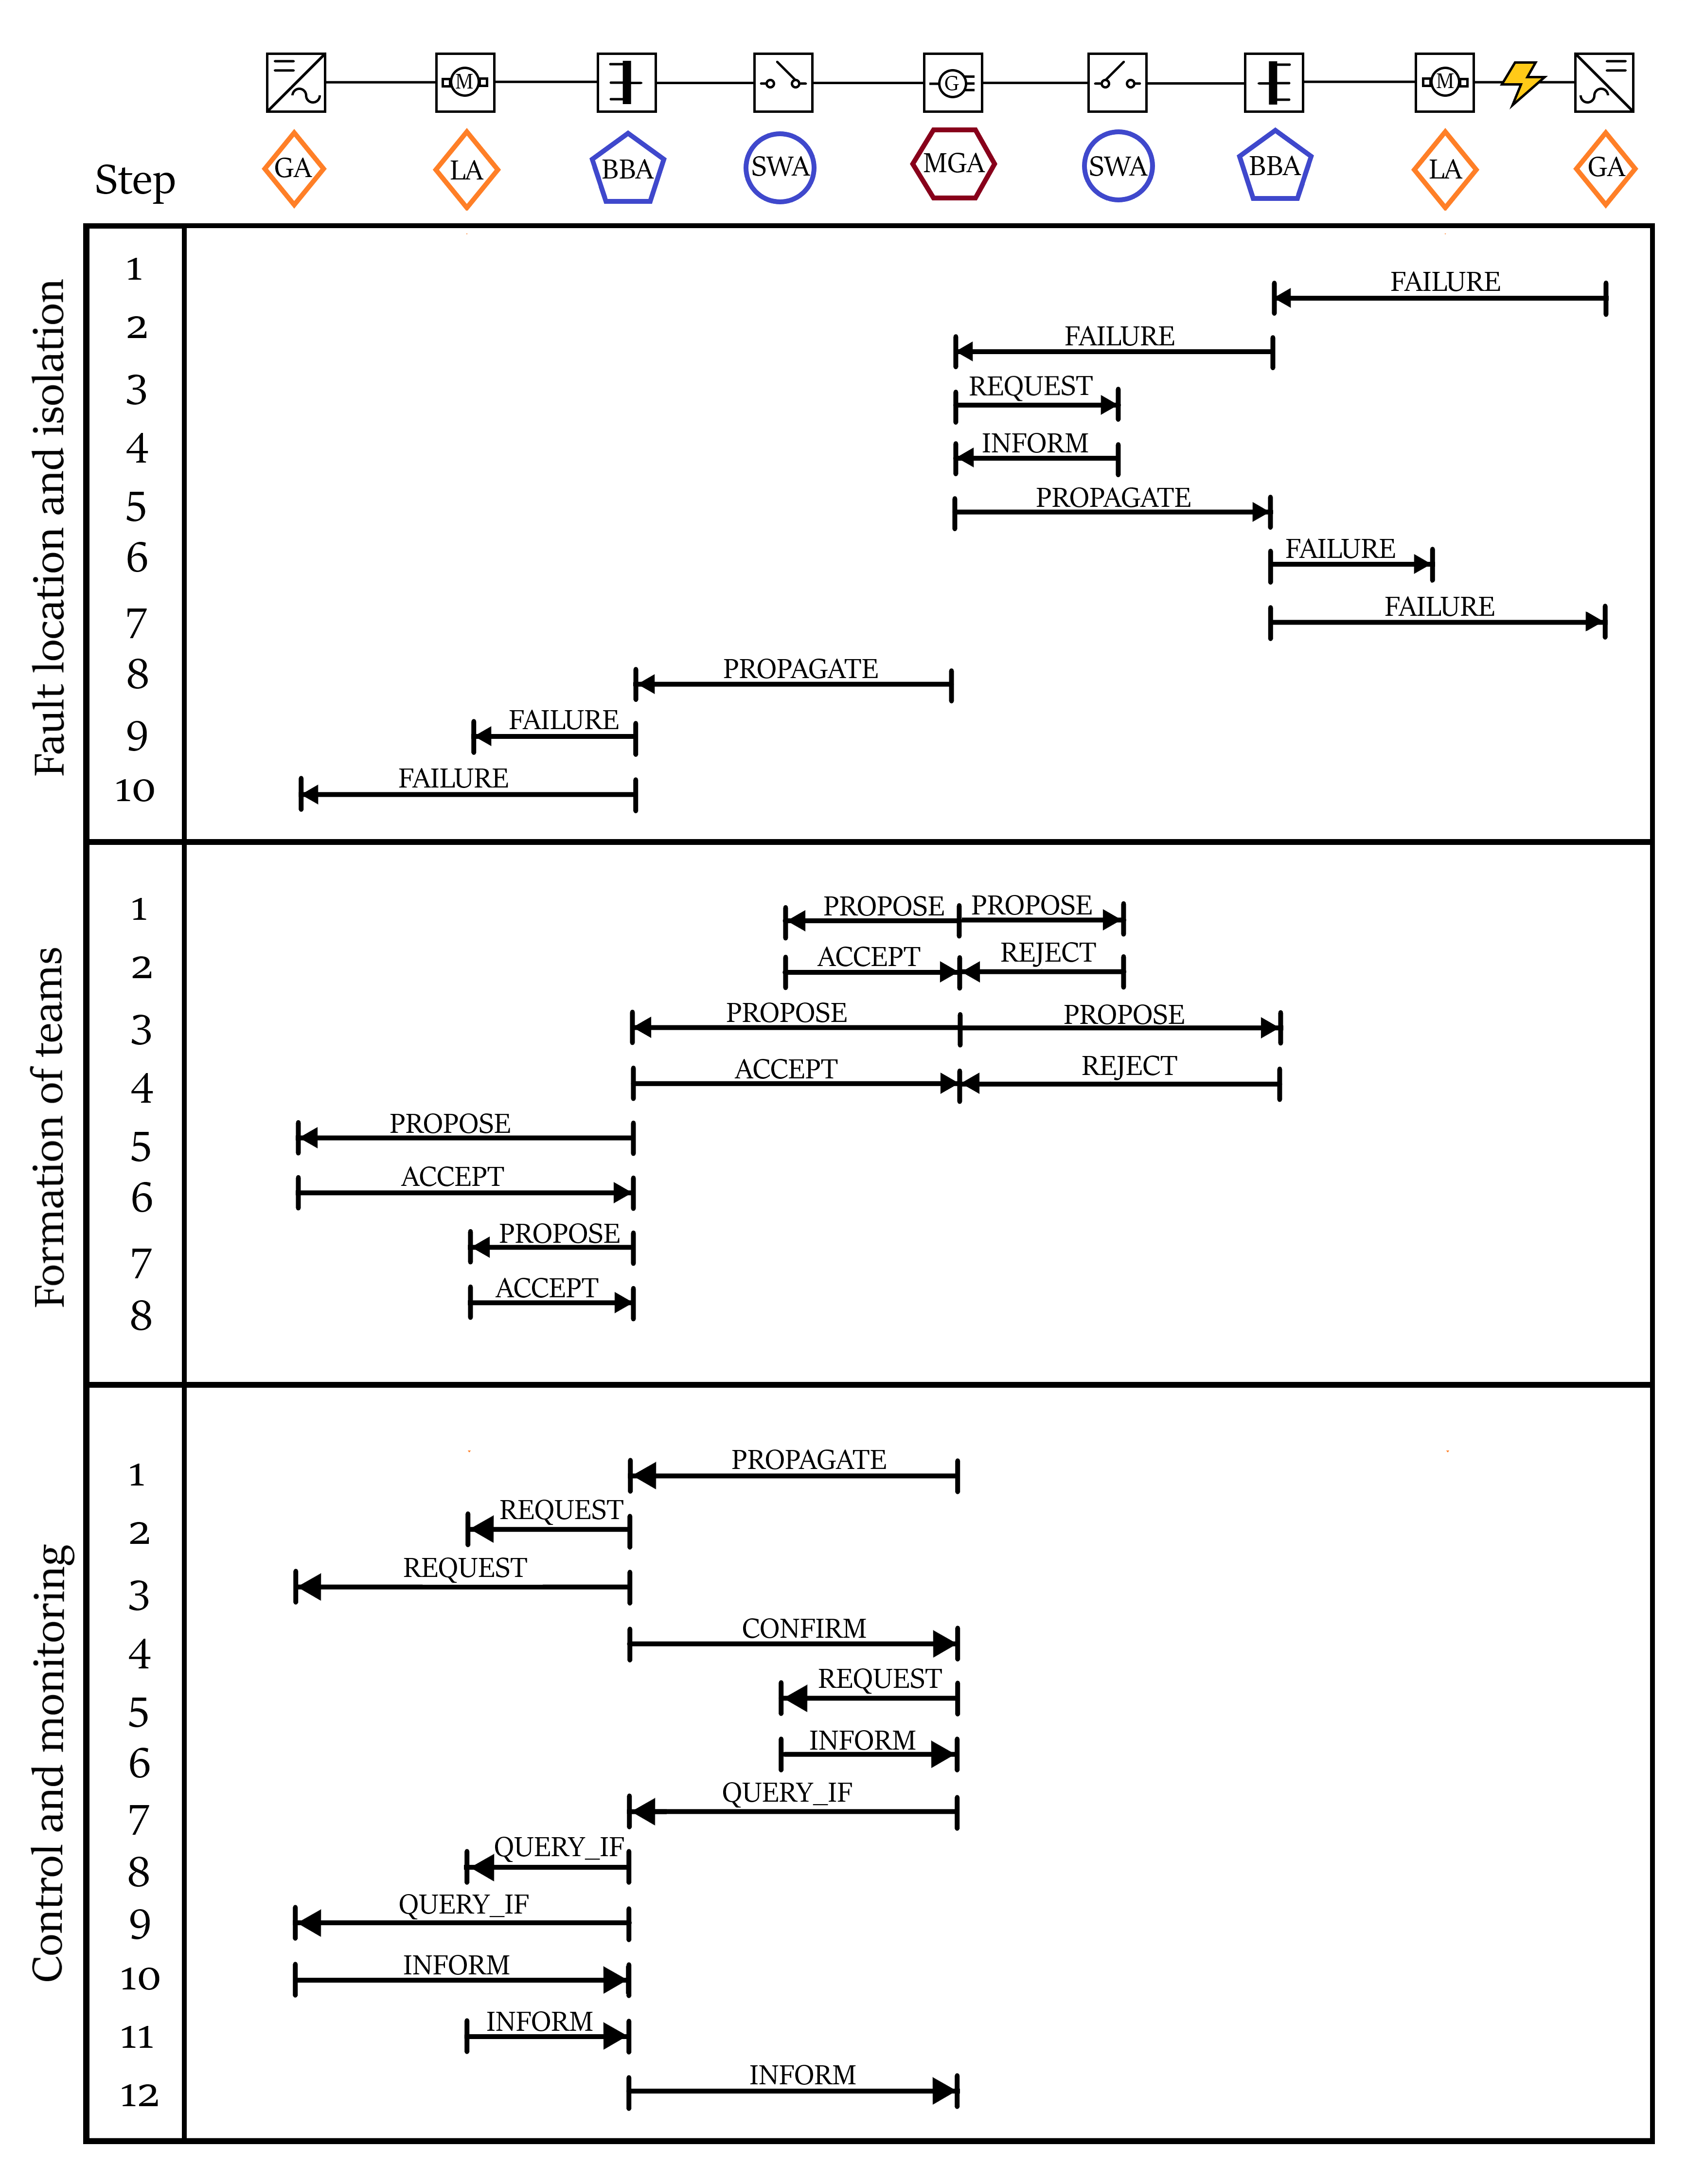 M
G
M
Step
GA
LA
BBA
SWA
MGA
SWA
BBA
LA
GA
Fault location and isolation
1
FAILURE
2
FAILURE
3
REQUEST
4
INFORM
5
PROPAGATE
6
FAILURE
7
FAILURE
8
PROPAGATE
9
FAILURE
10
FAILURE
Formation of teams
1
PROPOSE
PROPOSE
2
ACCEPT
REJECT
3
PROPOSE
PROPOSE
4
ACCEPT
REJECT
5
PROPOSE
6
ACCEPT
7
PROPOSE
8
ACCEPT
Control and monitoring
1
PROPAGATE
2
REQUEST
3
REQUEST
4
CONFIRM
5
REQUEST
6
INFORM
7
QUERY_IF
8
QUERY_IF
9
QUERY_IF
10
INFORM
11
INFORM
12
INFORM